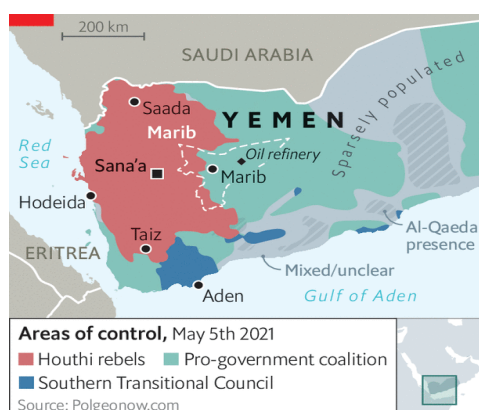 200 km
SAUDI ARABIA
Saada
YEMEN
Marib
Sparsely populated
Red
Sea
Sana’a
Oil refinery
Marib
Hodeida
Taiz
Al-Qaeda
presence
ERITREA
Mixed/unclear
Aden
Gulf of Aden
Areas of control, May 5th 2021
Houthi rebels
Pro-government coalition
Southern Transitional Council
Source: Polgeonow.com